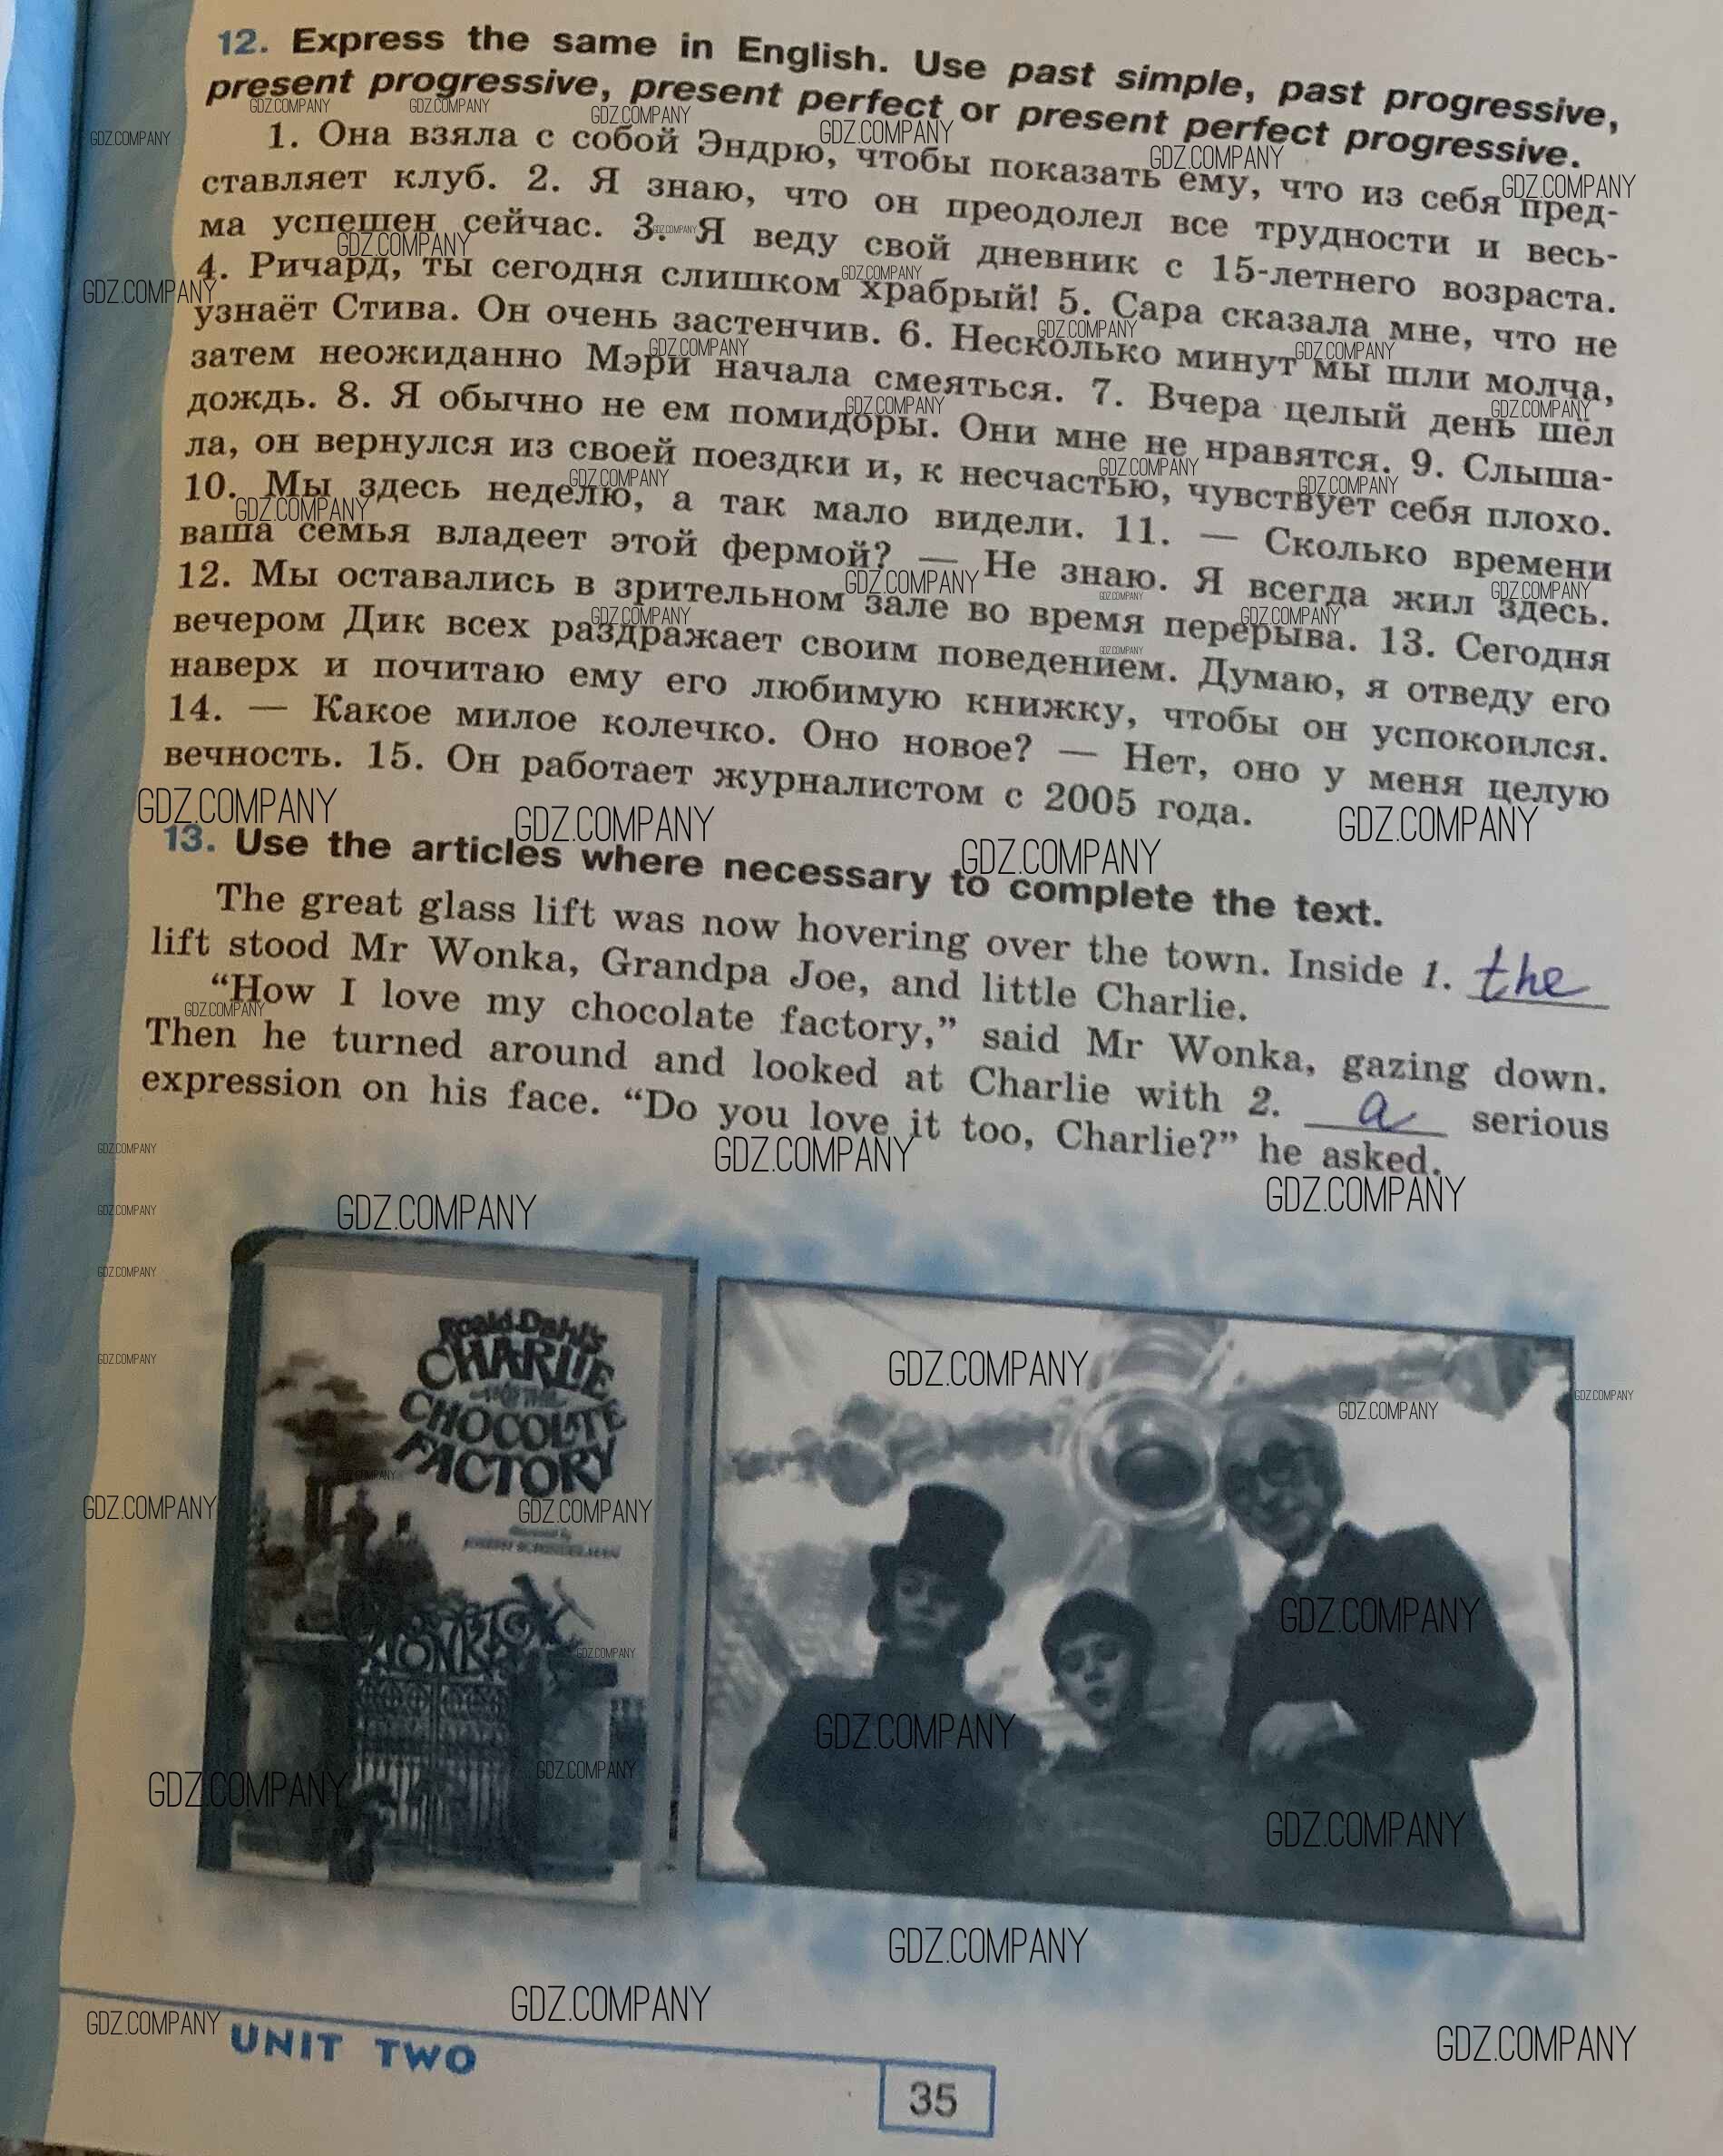 12. Express the same in English. Use past simple, past progressive,
present progressive, present perfect or present perfect progressive.
1. Она взяла с собой Эндрю, чтобы показать ему, что из себя пред-
ставляет клуб. 2. Я знаю, что он преодолел все трудности и весь-
ма успешен сейчас. 3. Я веду свой дневник с 15-летнего возраста.
4. Ричард, ты сегодня слишком храбрый! 5. Сара сказала мне, что не
узнаёт Стива. Он очень застенчив. 6. Несколько минут мы шли молча,
затем неожиданно Мэри начала смеяться. 7. Вчера целый день шёл
дождь. 8. Я обычно не ем помидоры. Они мне не нравятся. 9. Слыша-
ла, он вернулся из своей поездки и, к несчастью, чувствует себя плохо.
10. Мы здесь неделю, а так мало видели. 11. — Сколько времени
ваша семья владеет этой фермой? — Не знаю. Я всегда жил здесь.
12. Мы оставались в зрительном зале во время перерыва. 13. Сегодня
вечером Дик всех раздражает своим поведением. Думаю, я отведу его
наверх и почитаю ему его любимую книжку, чтобы он успокоился.
14. — Какое милое колечко. Оно новое? — Нет, оно у меня целую
вечность. 15. Он работает журналистом с 2005 года.
13. Use the articles where necessary to complete the text.
The great glass lift was now hovering over the town. Inside 1. the
lift stood Mr Wonka, Grandpa Joe, and little Charlie.
“How I love my chocolate factory,” said Mr Wonka, gazing down.
Then he turned around and looked at Charlie with 2. a serious
expression on his face. “Do you love it too, Charlie?” he asked.
Roald Dahl's
CHARLIE
AND THE
CHOCOLATE
FACTORY
JOSEPH SCHINDELMAN
WONKA
UNIT TWO
35
GDZ.COMPANY